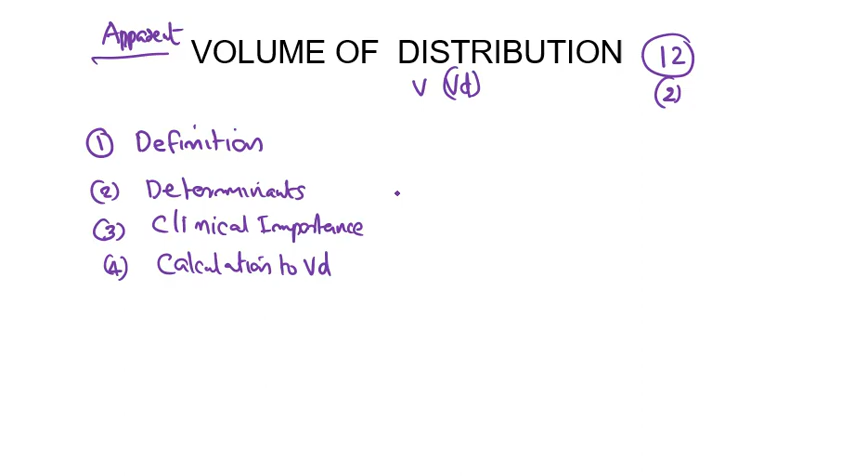 Apparent VOLUME OF DISTRIBUTION 12
V (Vd) (2)
① Definition
(2) Determinants
(3) Clinical Importance
(4) Calculation to Vd